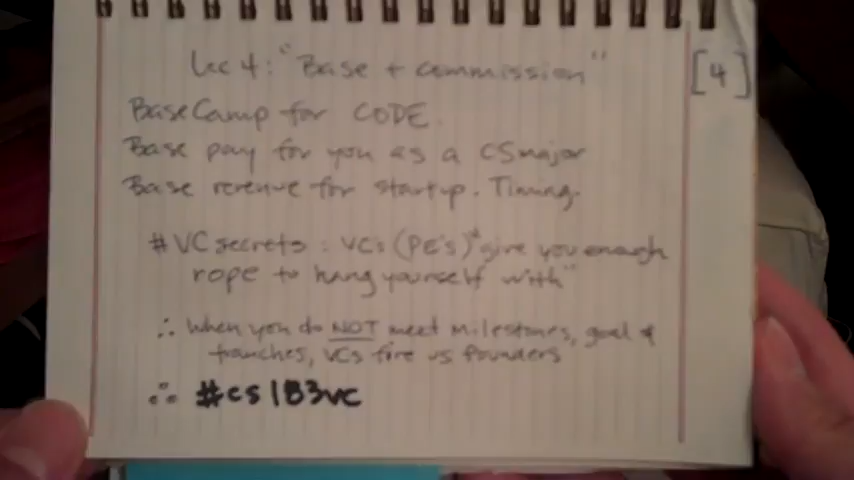 Lec 4: "Base + commission"
[4]
BaseCamp for CODE.
Base pay for you as a CS major
Base revenue for startup. Timing.
#VCsecrets: VCs (PE's) "give you enough
rope to hang yourself with"
∴ When you do NOT meet milestones, goal &
tranches, VCs fire us founders
∴ #cs183vc